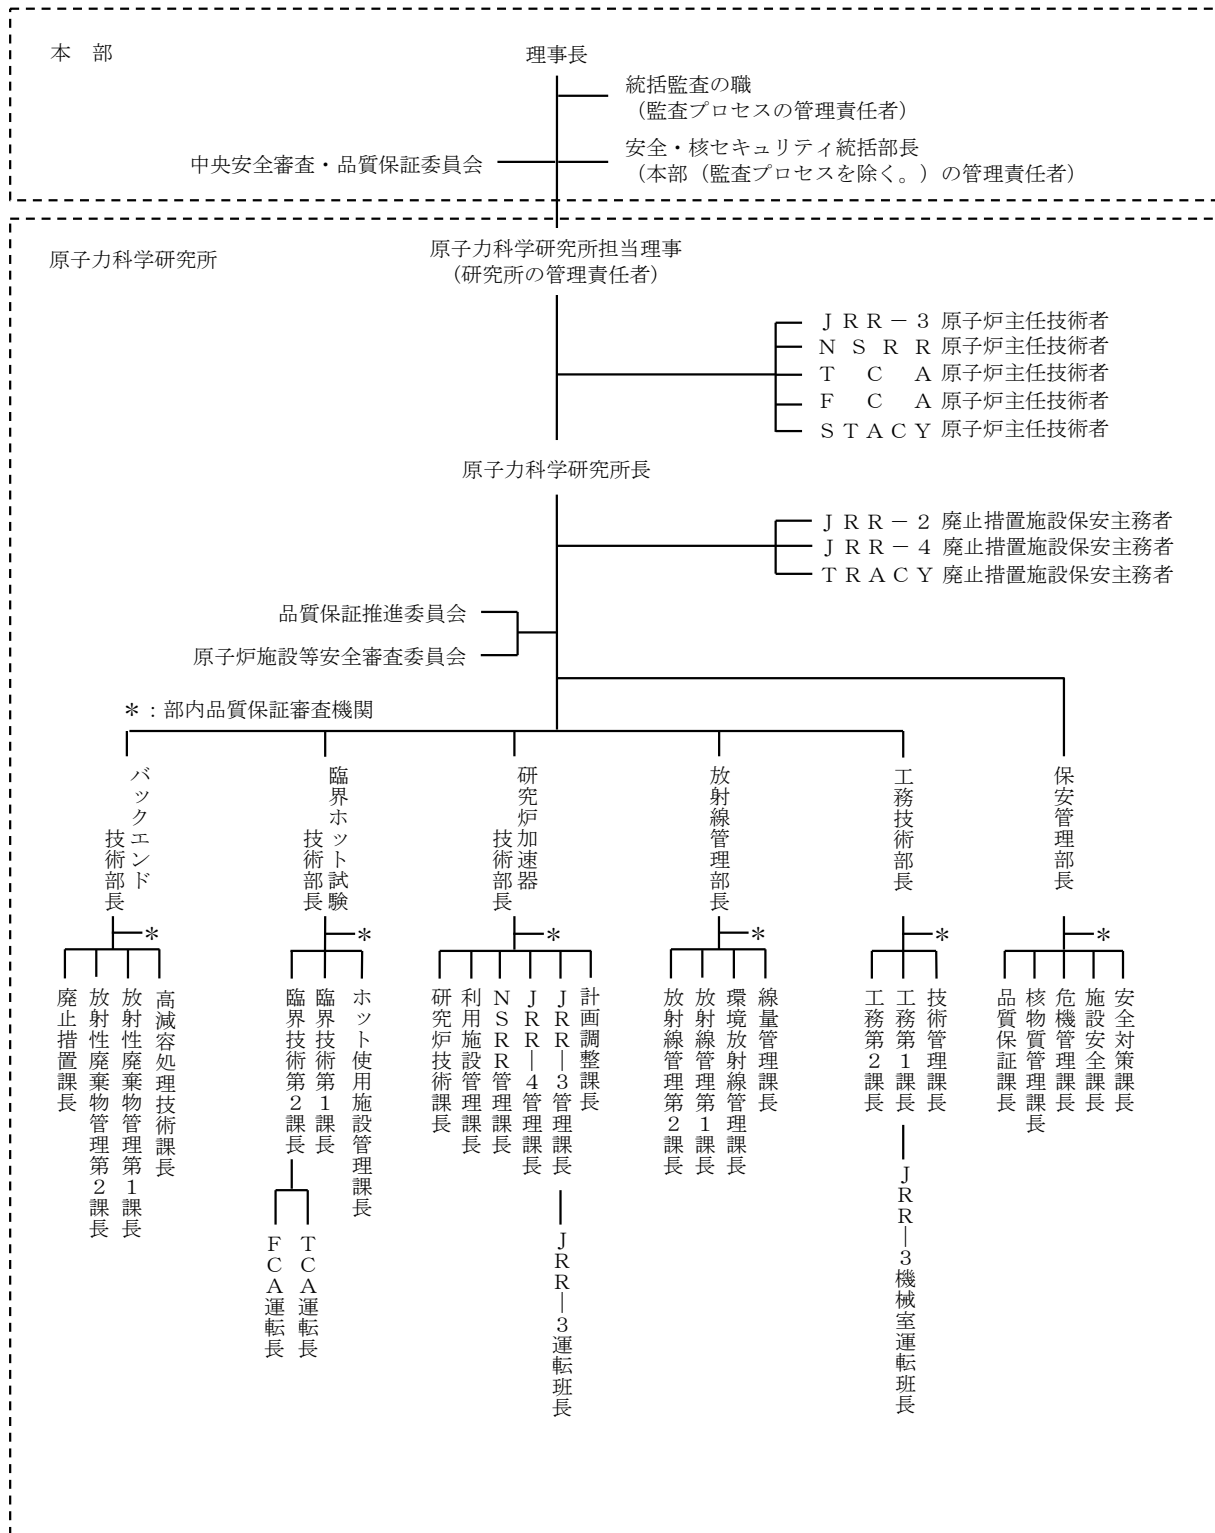 本　部
理事長
統括監査の職
（監査プロセスの管理責任者）
中央安全審査・品質保証委員会
安全・核セキュリティ統括部長
（本部（監査プロセスを除く。）の管理責任者）
原子力科学研究所
原子力科学研究所担当理事
（研究所の管理責任者）
ＪＲＲ－３ 原子炉主任技術者
ＮＳＲＲ 原子炉主任技術者
ＴＣＡ 原子炉主任技術者
ＦＣＡ 原子炉主任技術者
ＳＴＡＣＹ 原子炉主任技術者
原子力科学研究所長
ＪＲＲ－２ 廃止措置施設保安主務者
ＪＲＲ－４ 廃止措置施設保安主務者
ＴＲＡＣＹ 廃止措置施設保安主務者
品質保証推進委員会
原子炉施設等安全審査委員会
＊：部内品質保証審査機関
バックエンド
技術部長
臨界ホット試験
技術部長
研究炉加速器
技術部長
放射線管理部長
工務技術部長
保安管理部長
＊
＊
＊
＊
＊
＊
廃止措置課長
放射性廃棄物管理第２課長
放射性廃棄物管理第１課長
高減容処理技術課長
臨界技術第２課長
臨界技術第１課長
ホット使用施設管理課長
研究炉技術課長
利用施設管理課長
ＮＳＲＲ管理課長
ＪＲＲ－４管理課長
ＪＲＲ－３管理課長
計画調整課長
放射線管理第２課長
放射線管理第１課長
環境放射線管理課長
線量管理課長
工務第２課長
工務第１課長
技術管理課長
品質保証課長
核物質管理課長
危機管理課長
施設安全課長
安全対策課長
ＦＣＡ運転長
ＴＣＡ運転長
ＪＲＲ－３運転班長
ＪＲＲ－３機械室運転班長